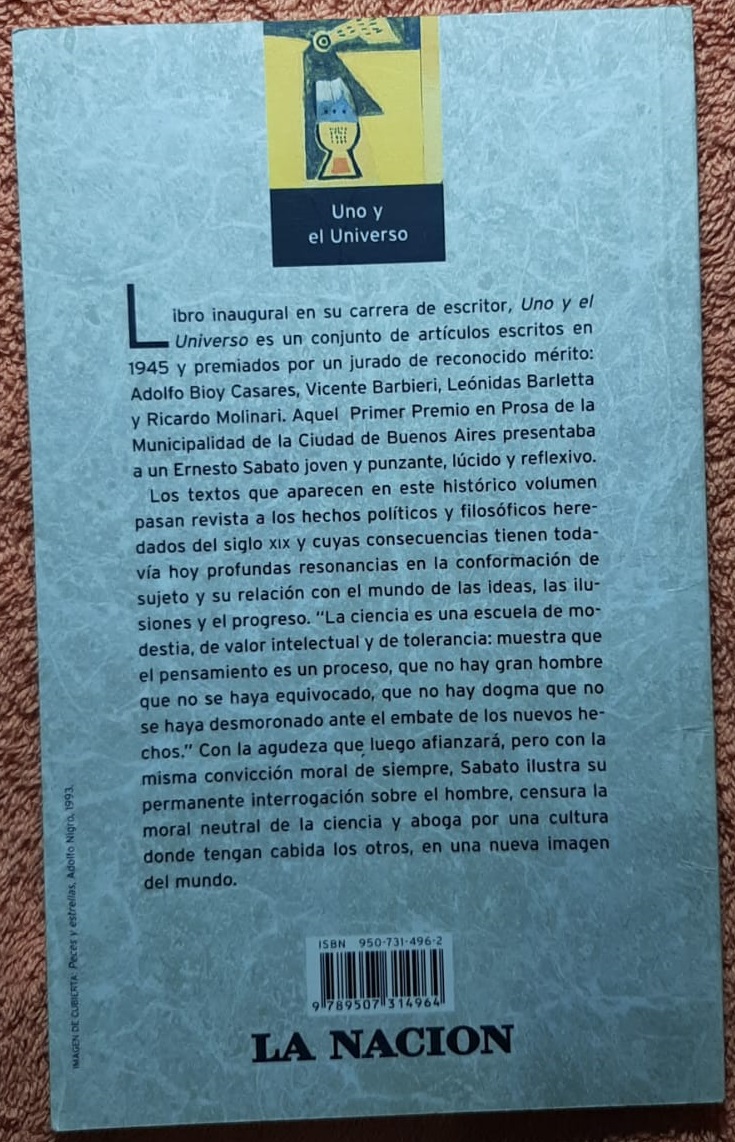 Uno y
el Universo
Libro inaugural en su carrera de escritor, Uno y el
Universo es un conjunto de artículos escritos en
1945 y premiados por un jurado de reconocido mérito:
Adolfo Bioy Casares, Vicente Barbieri, Leónidas Barletta
y Ricardo Molinari. Aquel Primer Premio en Prosa de la
Municipalidad de la Ciudad de Buenos Aires presentaba
a un Ernesto Sabato joven y punzante, lúcido y reflexivo.
Los textos que aparecen en este histórico volumen
pasan revista a los hechos políticos y filosóficos here-
dados del siglo XIX y cuyas consecuencias tienen toda-
vía hoy profundas resonancias en la conformación de
sujeto y su relación con el mundo de las ideas, las ilu-
siones y el progreso. "La ciencia es una escuela de mo-
destia, de valor intelectual y de tolerancia: muestra que
el pensamiento es un proceso, que no hay gran hombre
que no se haya equivocado, que no hay dogma que no
se haya desmoronado ante el embate de los nuevos he-
chos." Con la agudeza que luego afianzará, pero con la
misma convicción moral de siempre, Sabato ilustra su
permanente interrogación sobre el hombre, censura la
moral neutral de la ciencia y aboga por una cultura
donde tengan cabida los otros, en una nueva imagen
del mundo.
IMAGEN DE CUBIERTA: Peces y estrellas, Adolfo Nigro, 1993.
ISBN 950-731-496-2
9 789507 314964
LA NACION